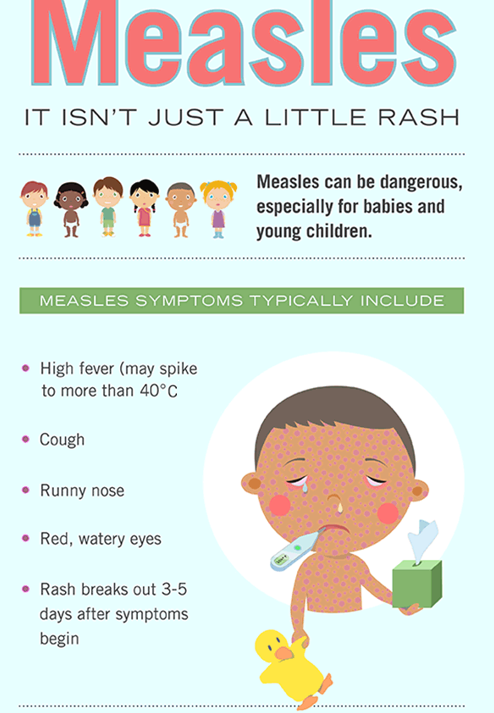 Measles
IT ISN'T JUST A LITTLE RASH
Measles can be dangerous,
especially for babies and
young children.
MEASLES SYMPTOMS TYPICALLY INCLUDE
• High fever (may spike
to more than 40°C
• Cough
• Runny nose
• Red, watery eyes
• Rash breaks out 3-5
days after symptoms
begin